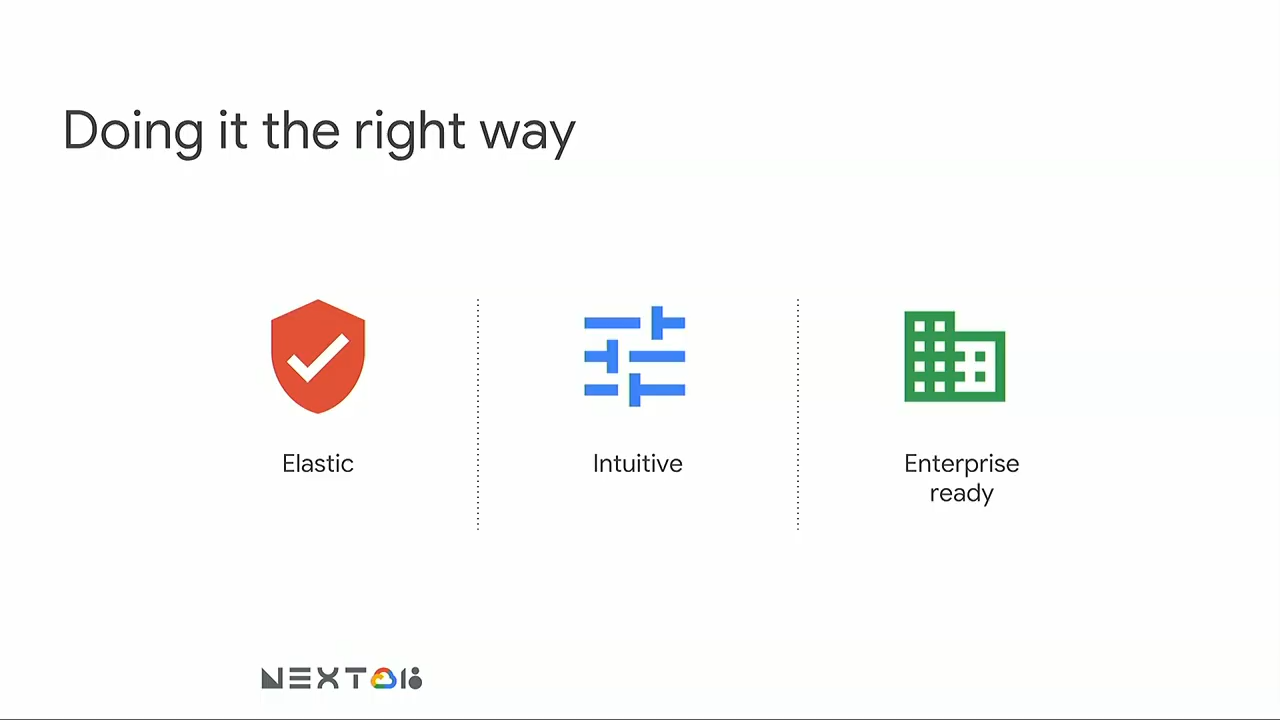 Doing it the right way
Elastic
Intuitive
Enterprise
ready
NEXT 18